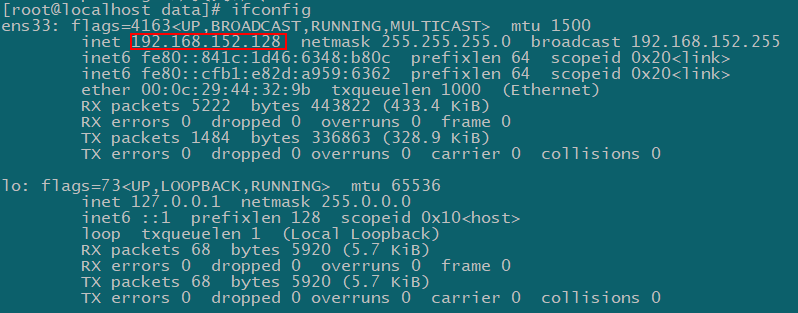 [root@localhost data]# ifconfig
ens33: flags=4163<UP,BROADCAST,RUNNING,MULTICAST>  mtu 1500
        inet 192.168.152.128  netmask 255.255.255.0  broadcast 192.168.152.255
        inet6 fe80::841c:1d46:6348:b80c  prefixlen 64  scopeid 0x20<link>
        inet6 fe80::cfb1:e82d:a959:6362  prefixlen 64  scopeid 0x20<link>
        ether 00:0c:29:44:32:9b  txqueuelen 1000  (Ethernet)
        RX packets 5222  bytes 443822 (433.4 KiB)
        RX errors 0  dropped 0  overruns 0  frame 0
        TX packets 1484  bytes 336863 (328.9 KiB)
        TX errors 0  dropped 0 overruns 0  carrier 0  collisions 0

lo: flags=73<UP,LOOPBACK,RUNNING>  mtu 65536
        inet 127.0.0.1  netmask 255.0.0.0
        inet6 ::1  prefixlen 128  scopeid 0x10<host>
        loop  txqueuelen 1  (Local Loopback)
        RX packets 68  bytes 5920 (5.7 KiB)
        RX errors 0  dropped 0  overruns 0  frame 0
        TX packets 68  bytes 5920 (5.7 KiB)
        TX errors 0  dropped 0 overruns 0  carrier 0  collisions 0